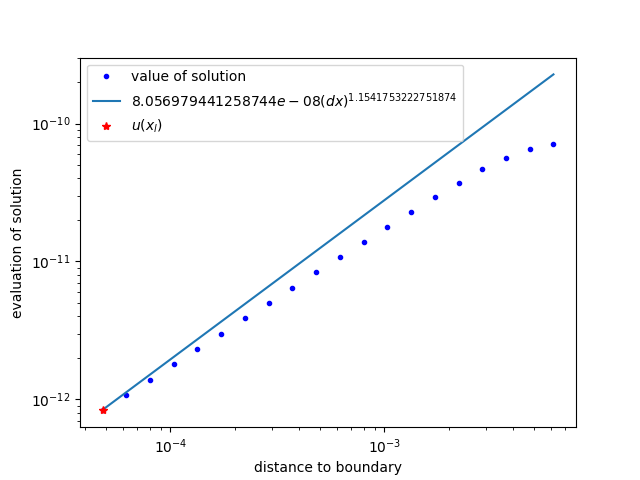 value of solution
8.056979441258744e − 08(dx)^1.1541753222751874
u(x_l)
10^−10
10^−11
10^−12
evaluation of solution
10^−4
10^−3
distance to boundary